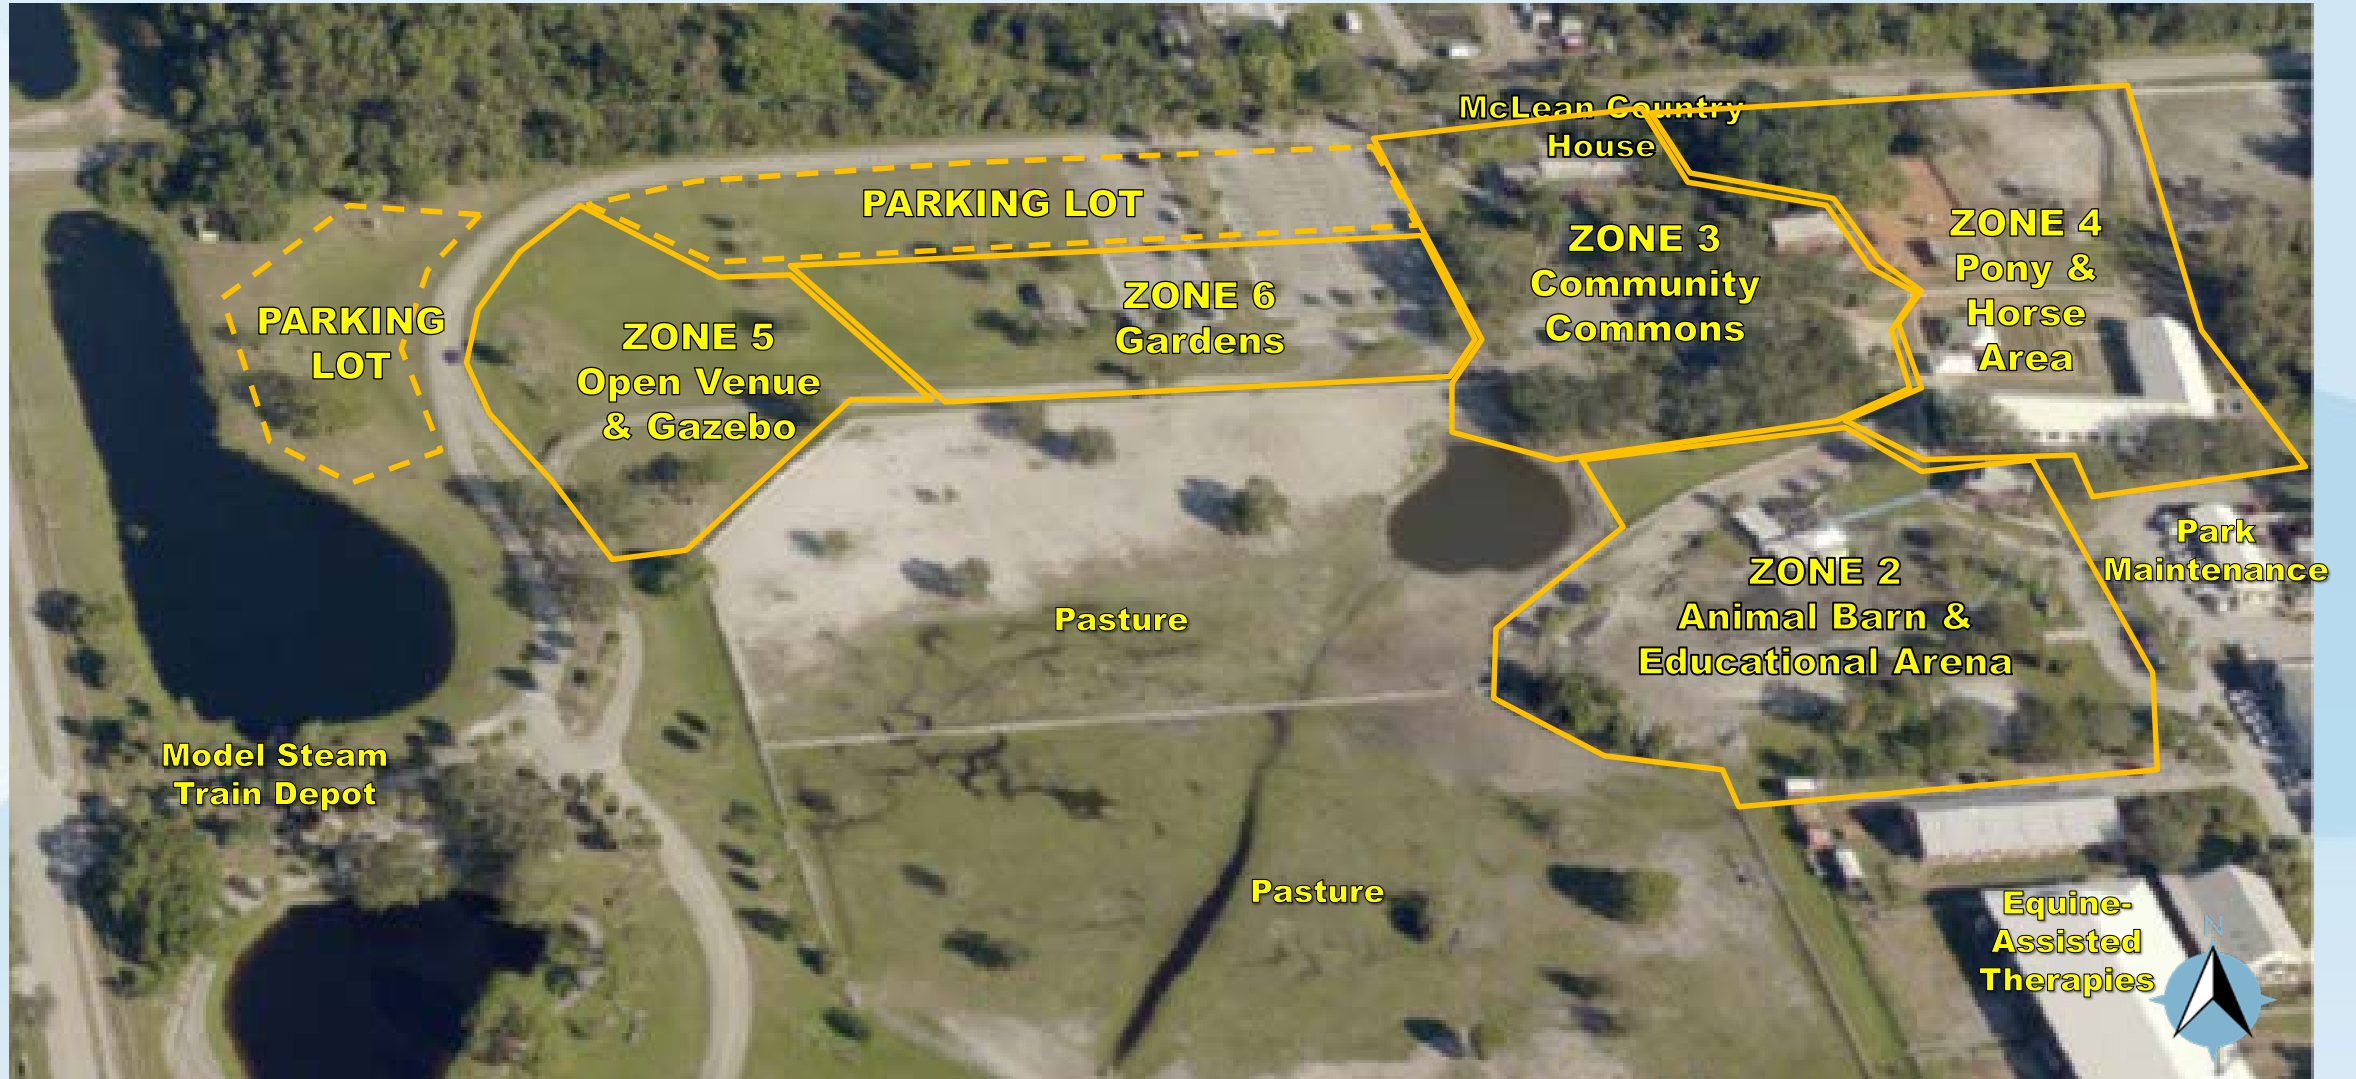 McLean Country
House
PARKING LOT
ZONE 4
Pony &
Horse
Area
ZONE 3
Community
Commons
ZONE 6
Gardens
PARKING
LOT
ZONE 5
Open Venue
& Gazebo
Park
Maintenance
ZONE 2
Animal Barn &
Educational Arena
Pasture
Model Steam
Train Depot
Pasture
Equine-
Assisted
Therapies
N